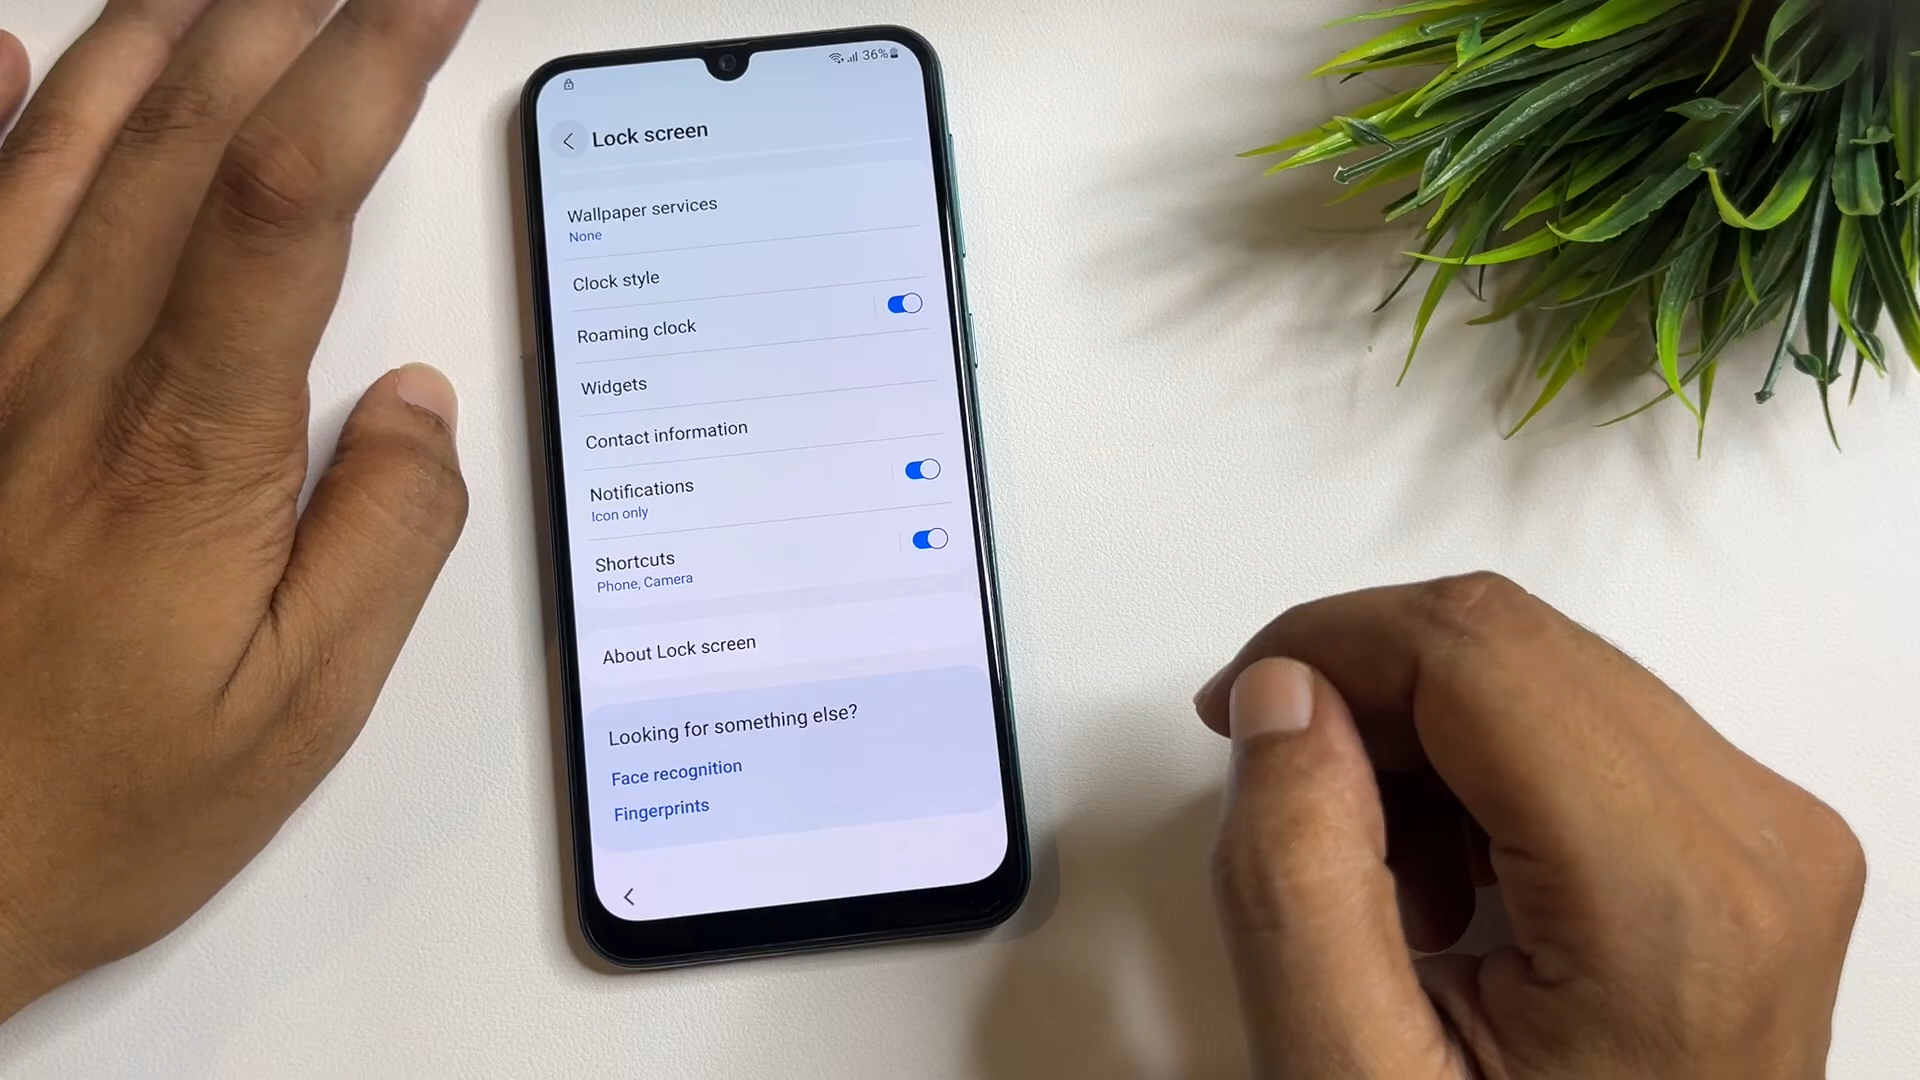 36%
Lock screen
Wallpaper services
None
Clock style
Roaming clock
Widgets
Contact information
Notifications
Icon only
Shortcuts
Phone, Camera
About Lock screen
Looking for something else?
Face recognition
Fingerprints